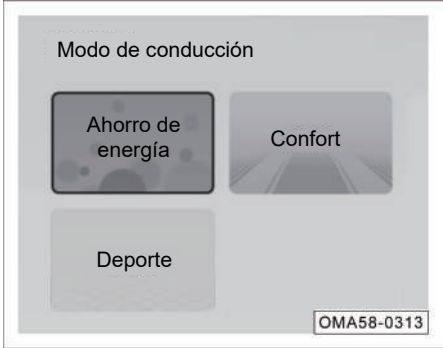 Modo de conducción
Ahorro de
energía
Confort
Deporte
OMA58-0313